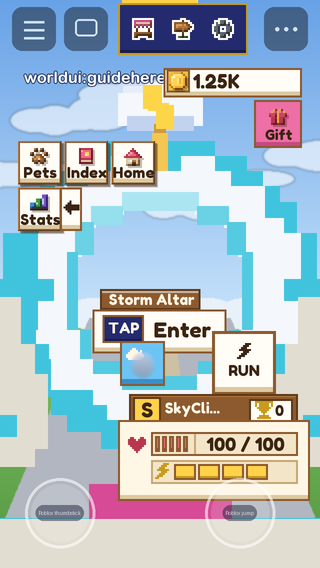 worldui:guidehere
1.25K
Gift
Pets
Index
Home
Stats
Storm Altar
TAP Enter
RUN
S SkyCli... 0
100 / 100
Roblox thumbstick
Roblox jump